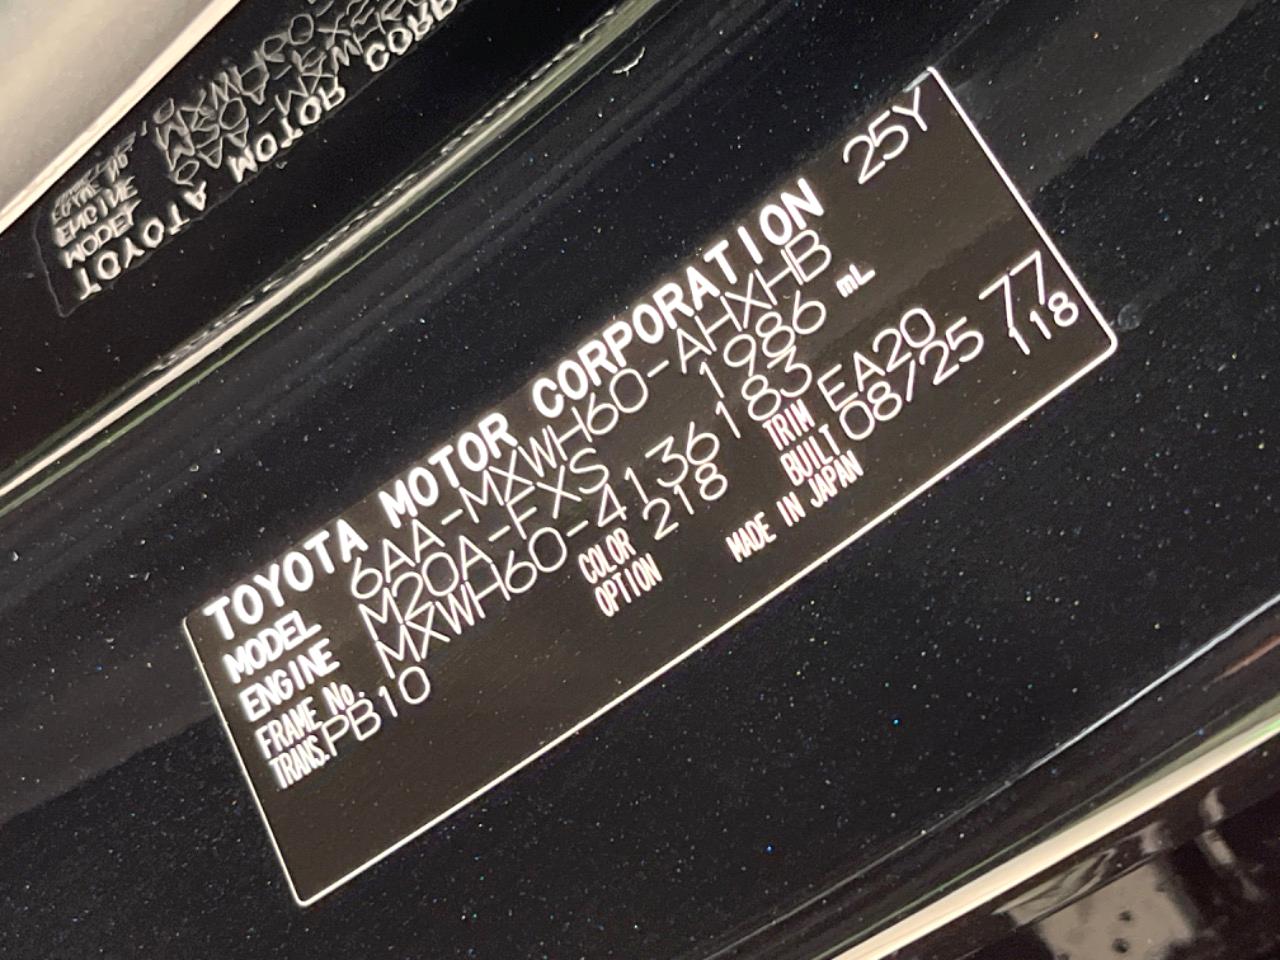 TOYOTA MOTOR CORPORATION 25Y
MODEL 6AA-MXWH60-AHXHB
ENGINE M20A-FXS 1986 mL
FRAME No. MXWH60-4136183
TRANS. PB10 COLOR 218 TRIM EA20 77
OPTION BUILT 08/25 118
MADE IN JAPAN